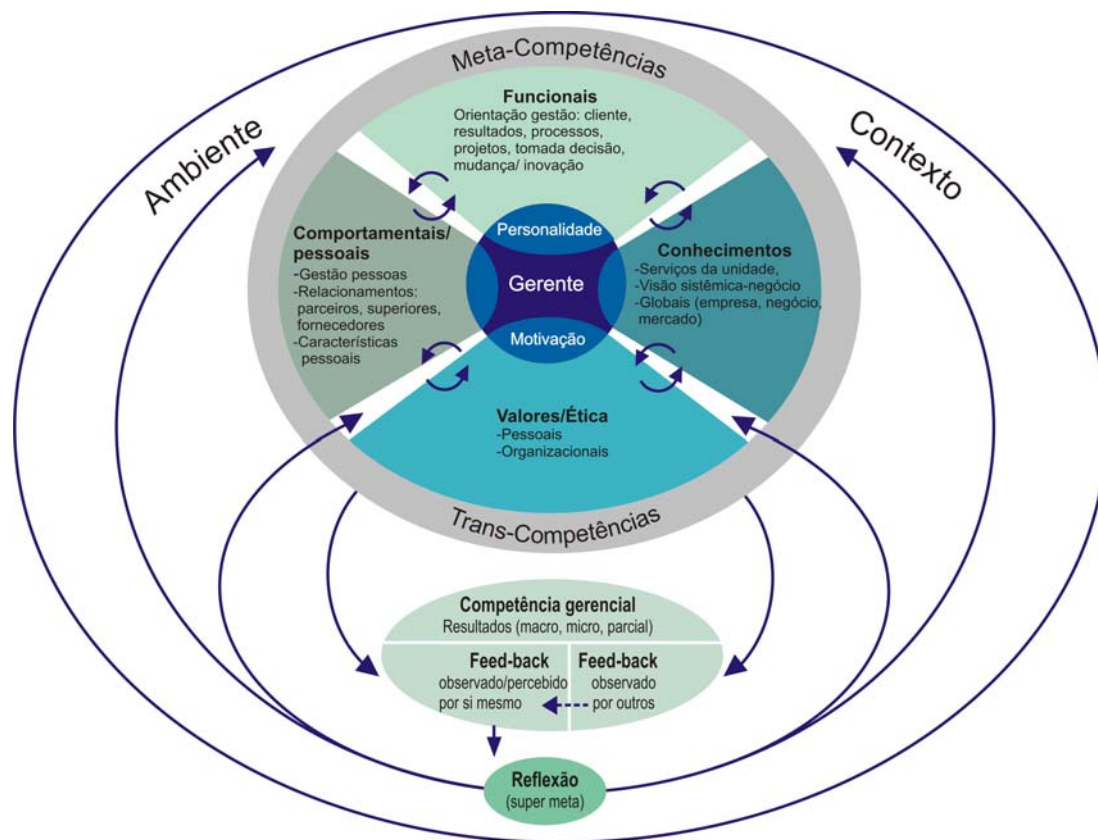 Meta-Competências
Ambiente
Contexto
Funcionais
Orientação gestão: cliente,
resultados, processos,
projetos, tomada decisão,
mudança/ inovação
Comportamentais/
pessoais
-Gestão pessoas
-Relacionamentos:
parceiros, superiores,
fornecedores
-Características
pessoais
Personalidade
Gerente
Motivação
Conhecimentos
-Serviços da unidade,
-Visão sistêmica-negócio
-Globais (empresa, negócio,
mercado)
Valores/Ética
-Pessoais
-Organizacionais
Trans-Competências
Competência gerencial
Resultados (macro, micro, parcial)
Feed-back
observado/percebido
por si mesmo
Feed-back
observado
por outros
Reflexão
(super meta)